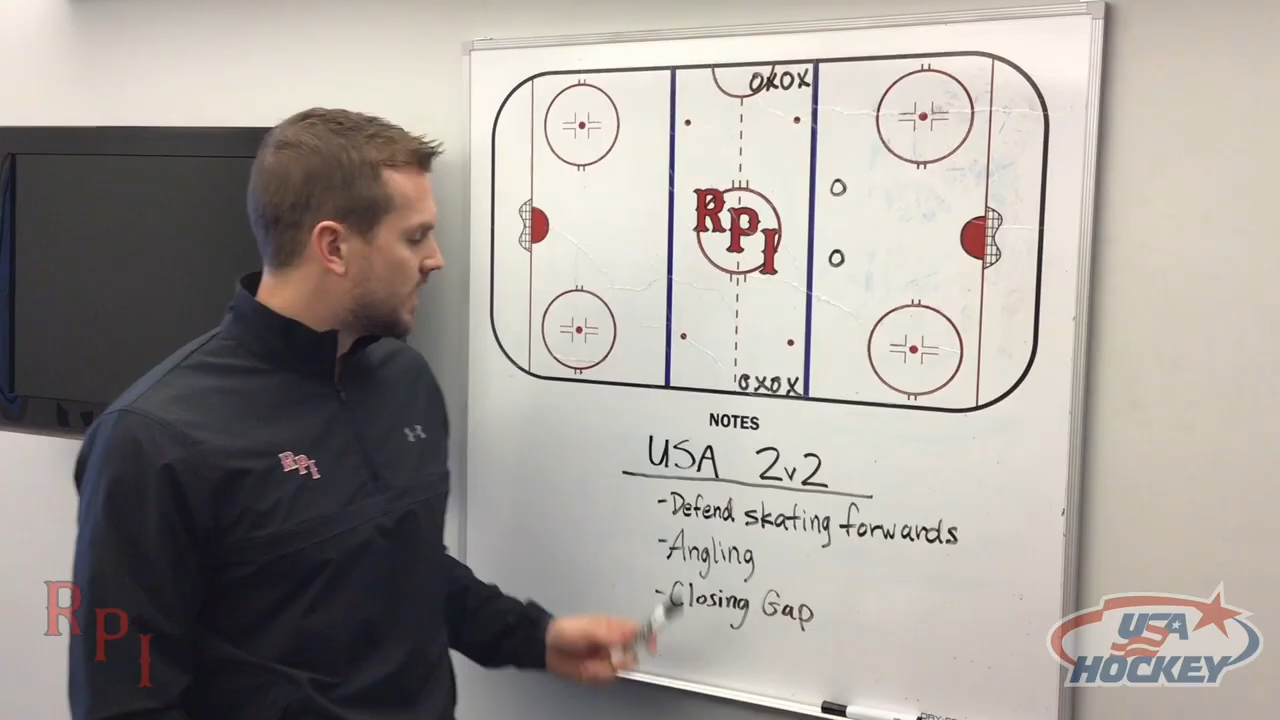 OXOX
RPI
O
O
OXOX
NOTES
USA 2v2
-Defend skating forwards
-Angling
-Closing Gap
RPI
RPI
USA
HOCKEY